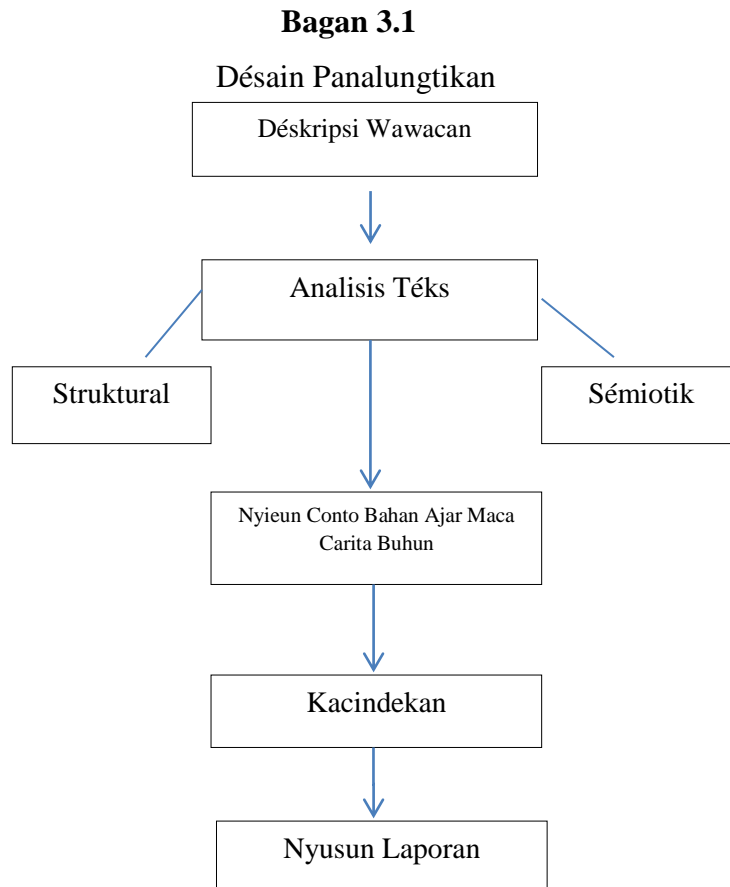 Bagan 3.1
Désain Panalungtikan
Déskripsi Wawacan
Analisis Téks
Struktural
Sémiotik
Nyieun Conto Bahan Ajar Maca
Carita Buhun
Kacindekan
Nyusun Laporan